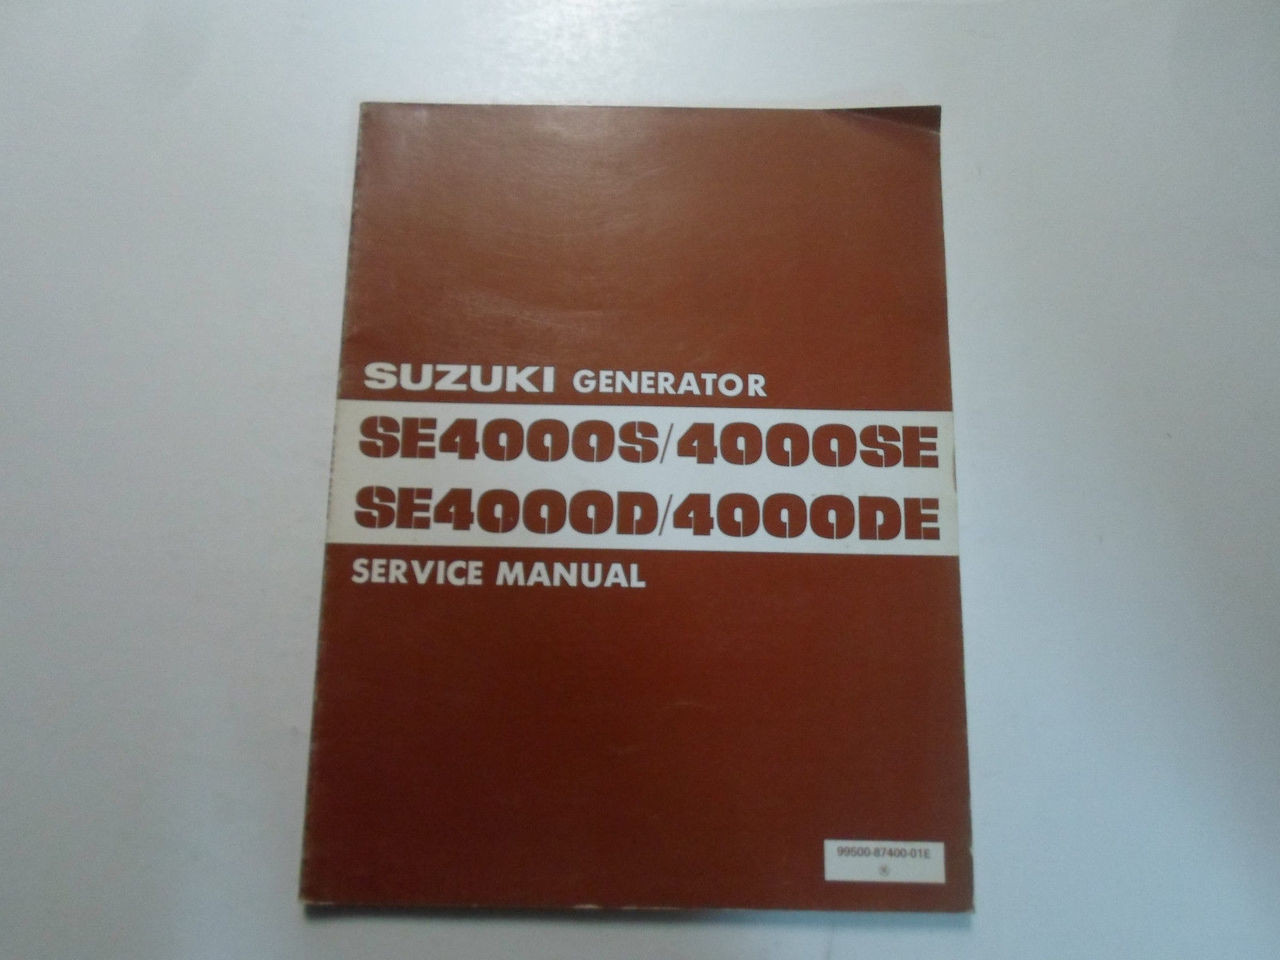 SUZUKI GENERATOR
SE4000S/4000SE
SE4000D/4000DE
SERVICE MANUAL
99500-87400-01E